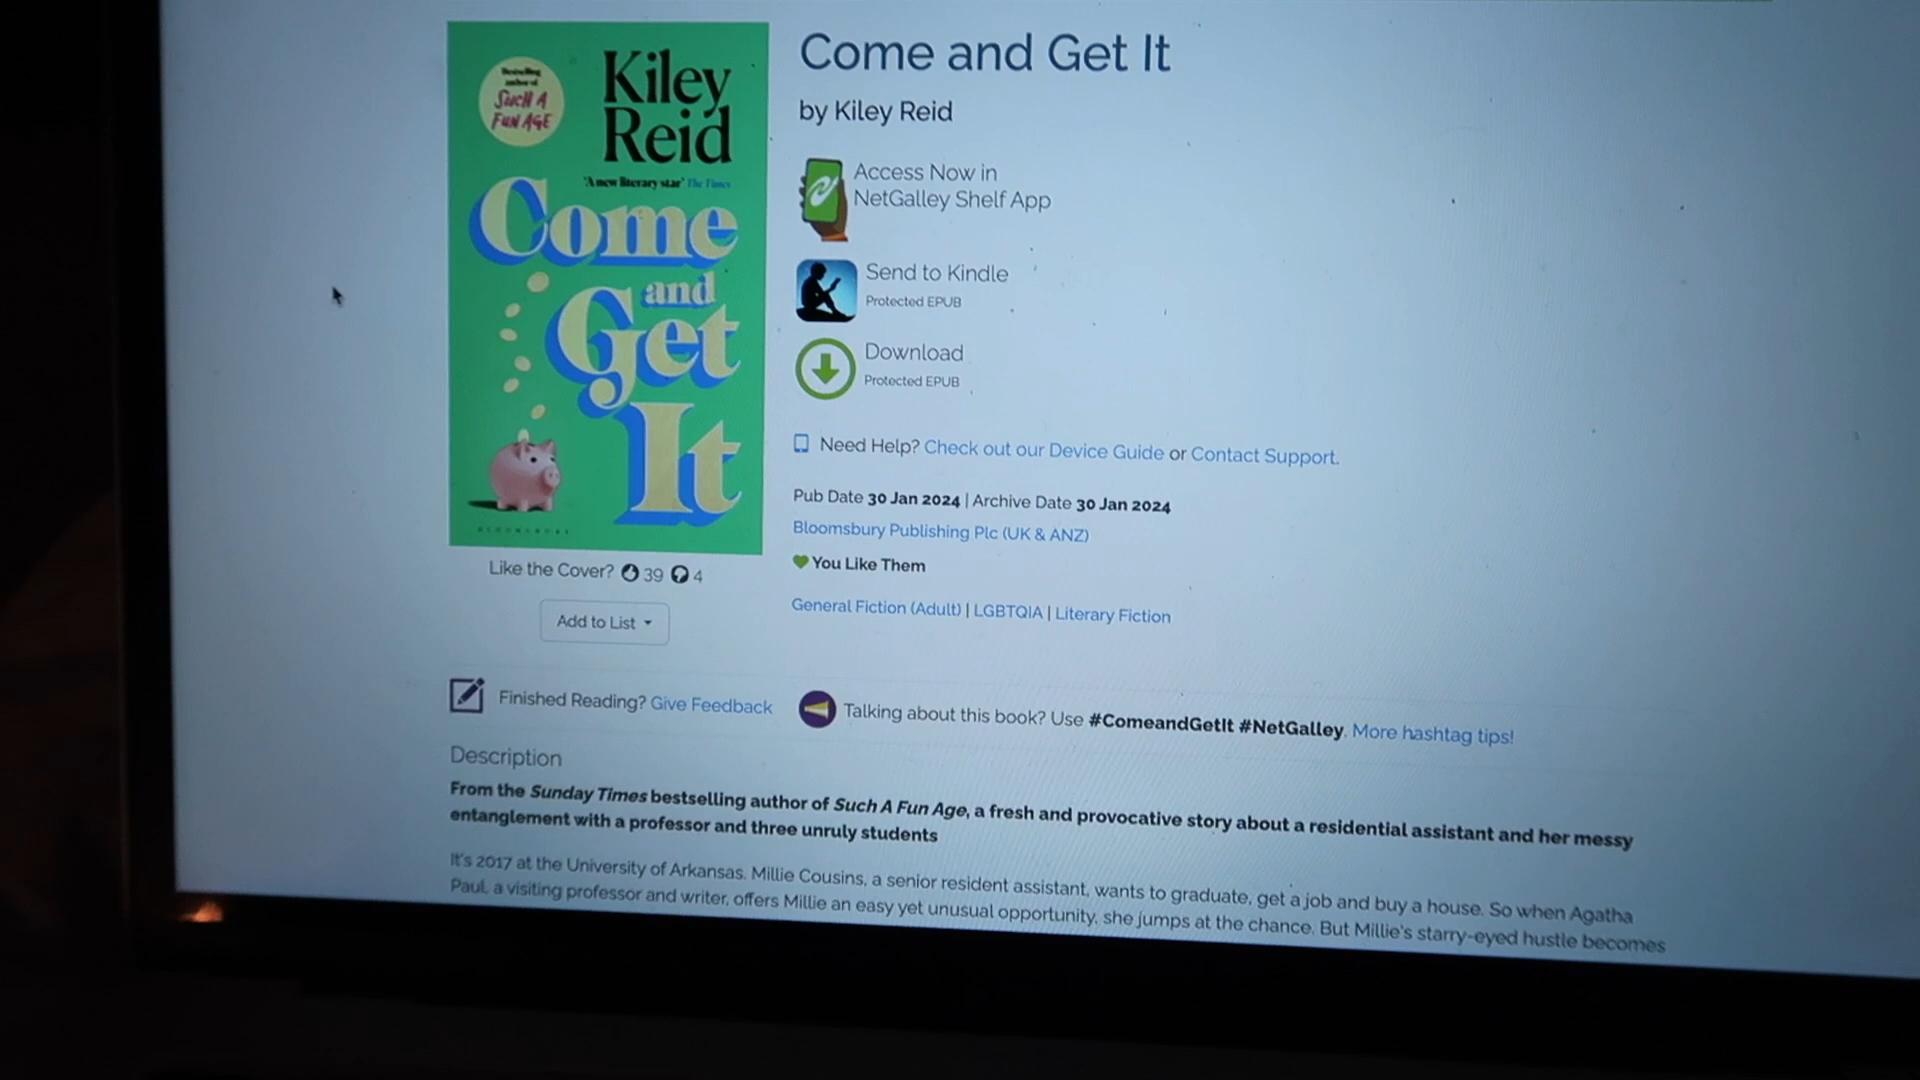 Bestselling
author of
SUCH A
FUN AGE
Kiley
Reid
'A new literary star' The Times
Come
and
Get
It
BLOOMSBURY
Like the Cover? 39 4
Add to List
Come and Get It
by Kiley Reid
Access Now in
NetGalley Shelf App
Send to Kindle
Protected EPUB
Download
Protected EPUB
Need Help? Check out our Device Guide or Contact Support.
Pub Date 30 Jan 2024 | Archive Date 30 Jan 2024
Bloomsbury Publishing Plc (UK & ANZ)
You Like Them
General Fiction (Adult) | LGBTQIA | Literary Fiction
Finished Reading? Give Feedback
Talking about this book? Use #ComeandGetIt #NetGalley. More hashtag tips!
Description
From the Sunday Times bestselling author of Such A Fun Age, a fresh and provocative story about a residential assistant and her messy
entanglement with a professor and three unruly students
It's 2017 at the University of Arkansas. Millie Cousins, a senior resident assistant, wants to graduate, get a job and buy a house. So when Agatha
Paul, a visiting professor and writer, offers Millie an easy yet unusual opportunity, she jumps at the chance. But Millie's starry-eyed hustle becomes